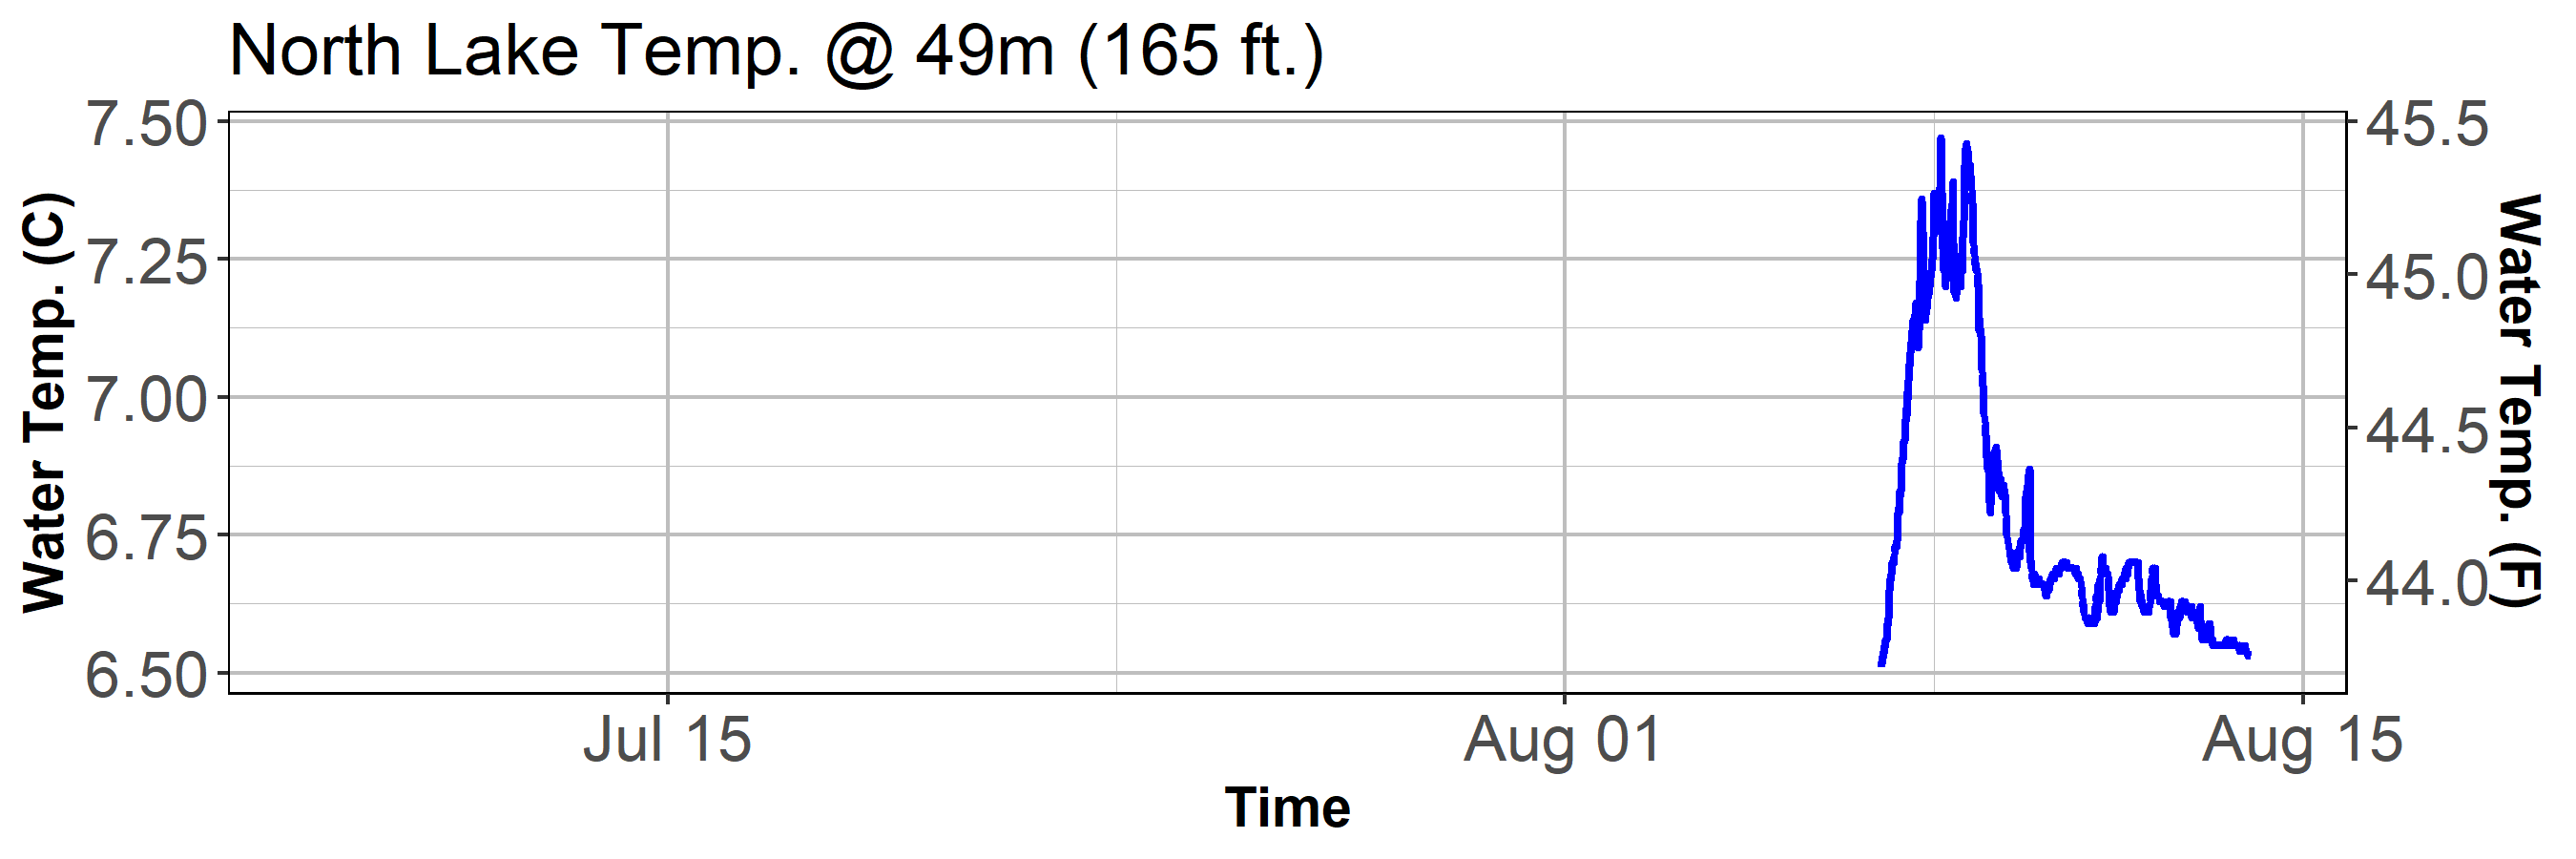 North Lake Temp. @ 49m (165 ft.)
Water Temp. (C)
7.50
7.25
7.00
6.75
6.50
45.5
45.0
44.5
44.0
Water Temp. (F)
Jul 15
Aug 01
Aug 15
Time